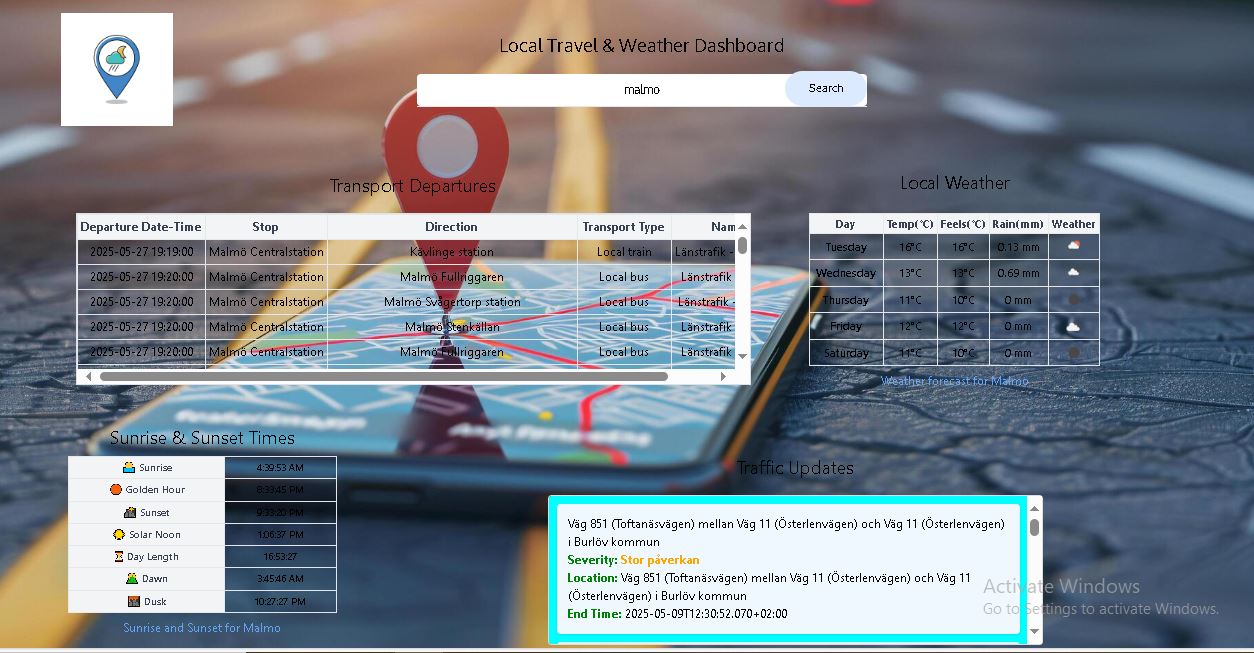 Local Travel & Weather Dashboard
malmo
Search
Transport Departures
Departure Date-Time Stop Direction Transport Type Nam
2025-05-27 19:19:00 Malmö Centralstation Kävlinge station Local train Länstrafik -
2025-05-27 19:20:00 Malmö Centralstation Malmö Fullriggaren Local bus Länstrafik
2025-05-27 19:20:00 Malmö Centralstation Malmö Svågertorp station Local bus Länstrafik -
2025-05-27 19:20:00 Malmö Centralstation Malmö Stenkällan Local bus Länstrafik
2025-05-27 19:20:00 Malmö Centralstation Malmö Fullriggaren Local bus Länstrafik
Local Weather
Day Temp(°C) Feels(°C) Rain(mm) Weather
Tuesday 16°C 16°C 0.13 mm
Wednesday 13°C 13°C 0.69 mm
Thursday 11°C 10°C 0 mm
Friday 12°C 12°C 0 mm
Saturday 11°C 10°C 0 mm
Weather forecast for Malmo
Sunrise & Sunset Times
Sunrise 4:39:53 AM
Golden Hour 8:33:45 PM
Sunset 9:33:20 PM
Solar Noon 1:06:37 PM
Day Length 16:53:27
Dawn 3:45:46 AM
Dusk 10:27:27 PM
Sunrise and Sunset for Malmo
Traffic Updates
Väg 851 (Toftanäsvägen) mellan Väg 11 (Österlenvägen) och Väg 11 (Österlenvägen)
i Burlöv kommun
Severity: Stor påverkan
Location: Väg 851 (Toftanäsvägen) mellan Väg 11 (Österlenvägen) och Väg 11
(Österlenvägen) i Burlöv kommun
End Time: 2025-05-09T12:30:52.070+02:00
Activate Windows
Go to Settings to activate Windows.